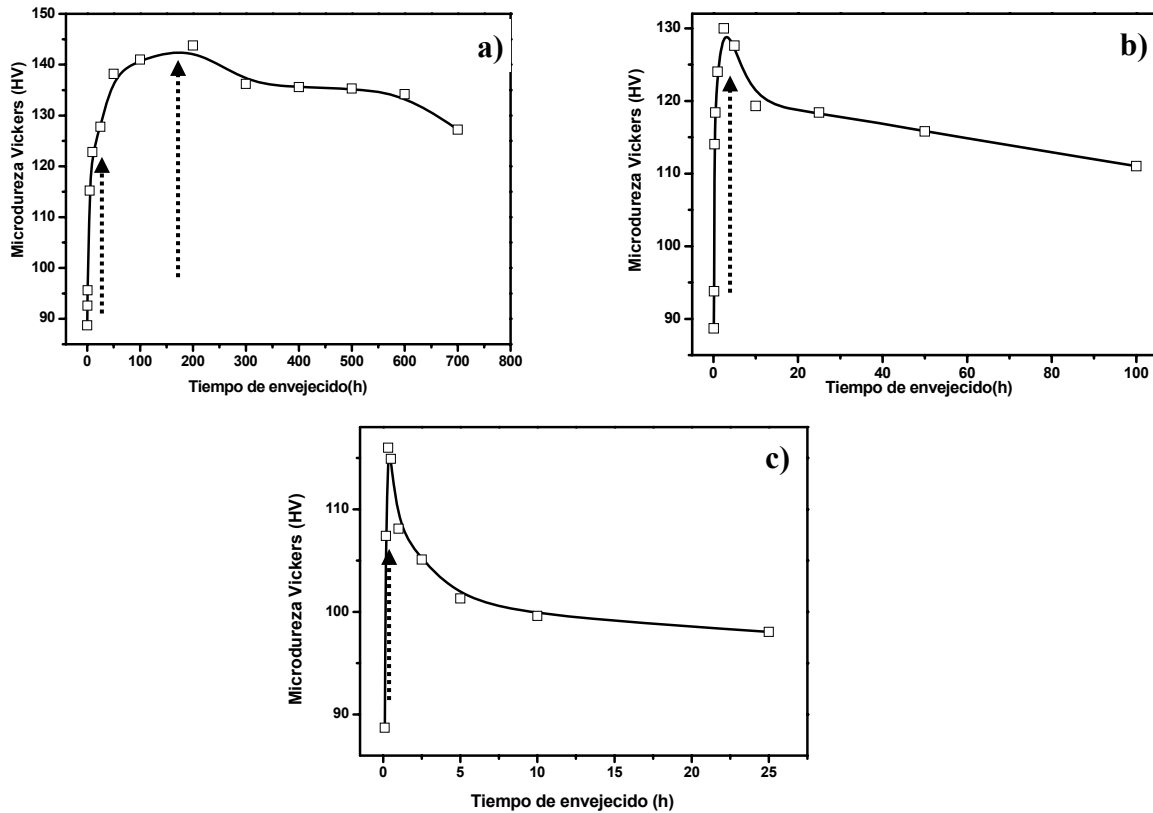 a)
150
140
130
120
110
100
90
Microdureza Vickers (HV)
0 100 200 300 400 500 600 700 800
Tiempo de envejecido(h)
b)
130
120
110
100
90
Microdureza Vickers (HV)
0 20 40 60 80 100
Tiempo de envejecido(h)
c)
110
100
90
Microdureza Vickers (HV)
0 5 10 15 20 25
Tiempo de envejecido (h)